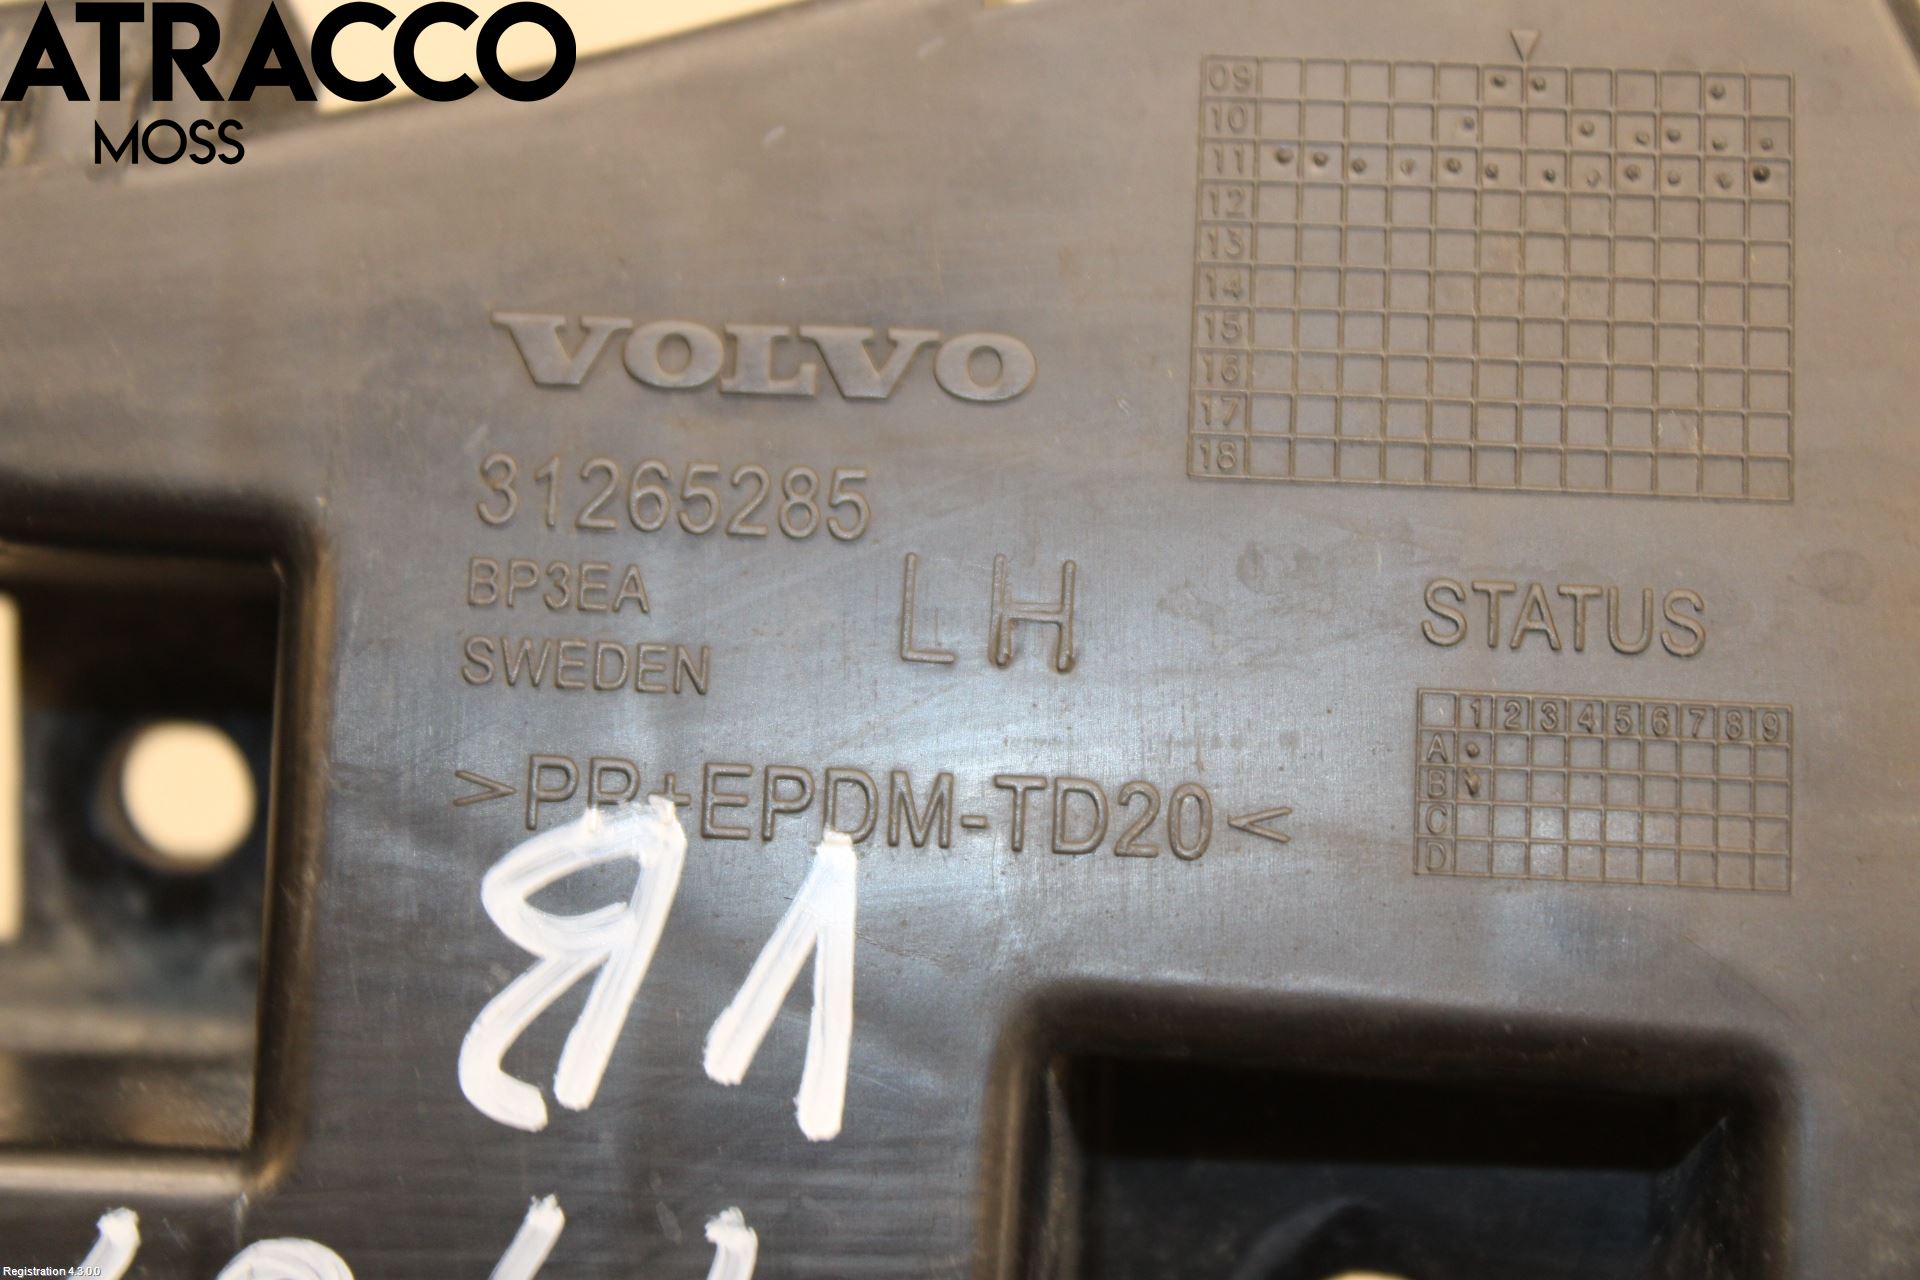 ATRACCO
MOSS
09
10
11
12
13
14
15
16
17
18
VOLVO
31265285
BP3EA
SWEDEN
LH
STATUS
1 2 3 4 5 6 7 8 9
A
B
C
D
>PP+EPDM-TD20<
VB
Registration 4.3.0.0